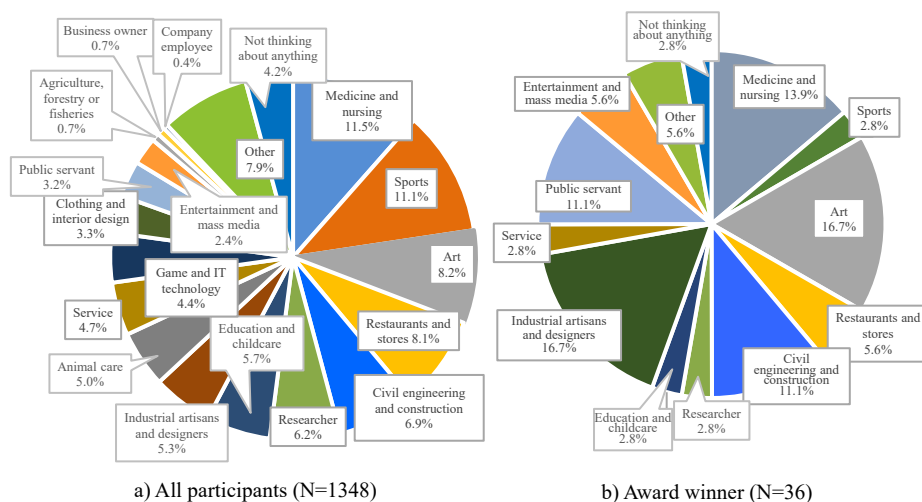 Business owner
0.7%
Company
employee
0.4%
Not thinking
about anything
4.2%
Agriculture,
forestry or
fisheries
0.7%
Medicine and
nursing
11.5%
Other
7.9%
Sports
11.1%
Public servant
3.2%
Clothing and
interior design
3.3%
Entertainment and
mass media
2.4%
Art
8.2%
Game and IT
technology
4.4%
Service
4.7%
Education and
childcare
5.7%
Restaurants and
stores 8.1%
Animal care
5.0%
Civil engineering
and construction
6.9%
Industrial artisans
and designers
5.3%
Researcher
6.2%
a) All participants (N=1348)
Not thinking
about anything
2.8%
Medicine and
nursing 13.9%
Entertainment and
mass media 5.6%
Sports
2.8%
Other
5.6%
Public servant
11.1%
Art
16.7%
Service
2.8%
Restaurants and
stores
5.6%
Industrial artisans
and designers
16.7%
Civil
engineering and
construction
11.1%
Education and
childcare
2.8%
Researcher
2.8%
b) Award winner (N=36)